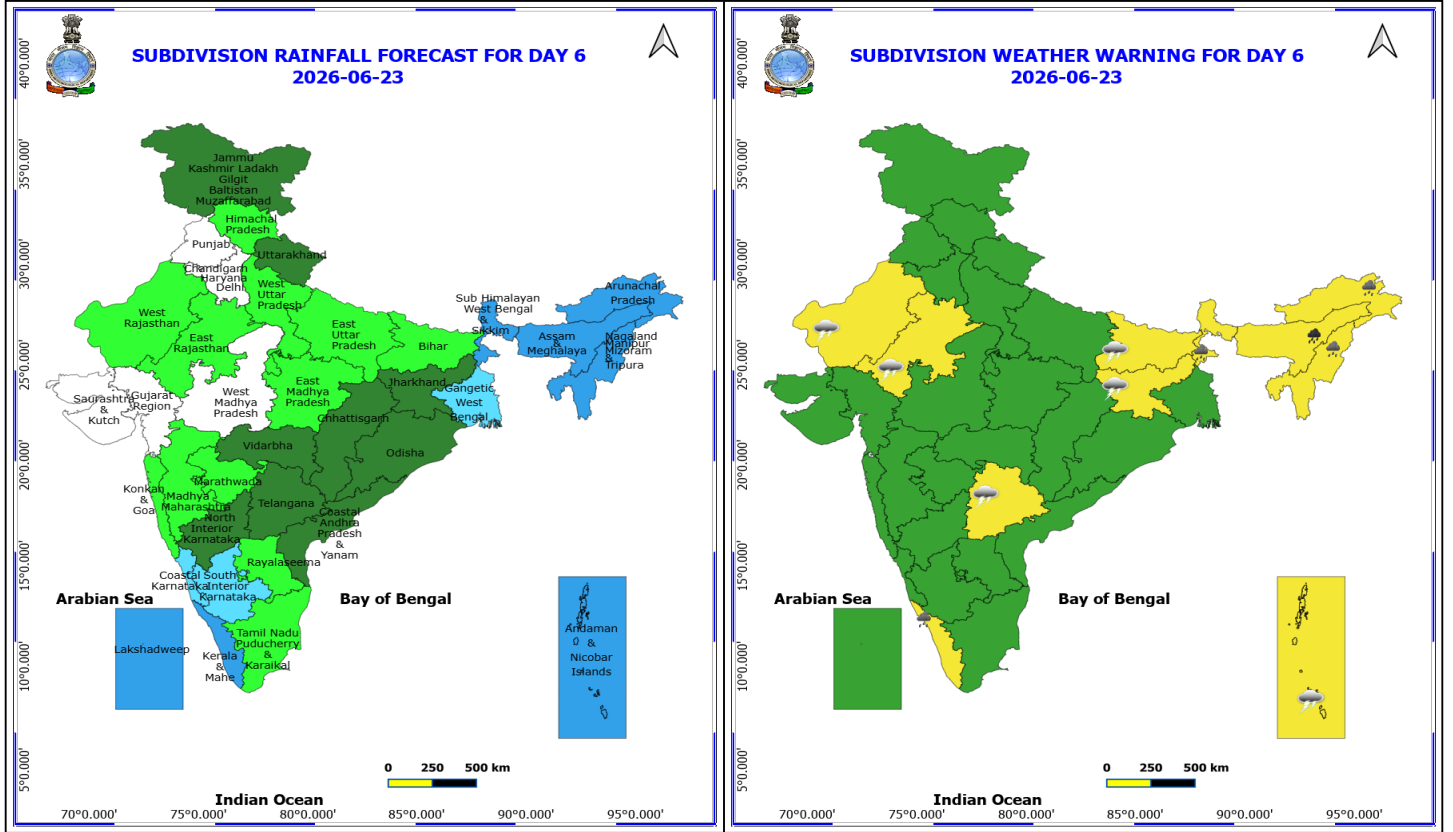 SUBDIVISION RAINFALL FORECAST FOR DAY 6
2026-06-23
40°0.000'
35°0.000'
30°0.000'
25°0.000'
20°0.000'
15°0.000'
10°0.000'
5°0.000'
Jammu
Kashmir Ladakh
Gilgit
Baltistan
Muzaffarabad
Himachal
Pradesh
Punjab
Uttarakhand
Chandigarh
Haryana
Delhi
West
Uttar
Pradesh
West
Rajasthan
East
Rajasthan
East
Uttar
Pradesh
Bihar
Sub Himalayan
West Bengal
&
Sikkim
Arunachal
Pradesh
Assam
&
Meghalaya
Nagaland
Manipur
Mizoram
&
Tripura
Saurashtra
&
Kutch
Gujarat
Region
West
Madhya
Pradesh
East
Madhya
Pradesh
Jharkhand
Gangetic
West
Bengal
Chhattisgarh
Vidarbha
Odisha
Konkan
&
Goa
Madhya
Maharashtra
Marathwada
Telangana
North
Interior
Karnataka
Coastal
Andhra
Pradesh
&
Yanam
Rayalaseema
Coastal
Karnataka
South
Interior
Karnataka
Tamil Nadu
Puducherry
&
Karaikal
Kerala
&
Mahe
Lakshadweep
Andaman
&
Nicobar
Islands
Arabian Sea
Bay of Bengal
0 250 500 km
Indian Ocean
70°0.000' 75°0.000' 80°0.000' 85°0.000' 90°0.000' 95°0.000'
SUBDIVISION WEATHER WARNING FOR DAY 6
2026-06-23
40°0.000'
35°0.000'
30°0.000'
25°0.000'
20°0.000'
15°0.000'
10°0.000'
5°0.000'
Arabian Sea
Bay of Bengal
0 250 500 km
Indian Ocean
70°0.000' 75°0.000' 80°0.000' 85°0.000' 90°0.000' 95°0.000'